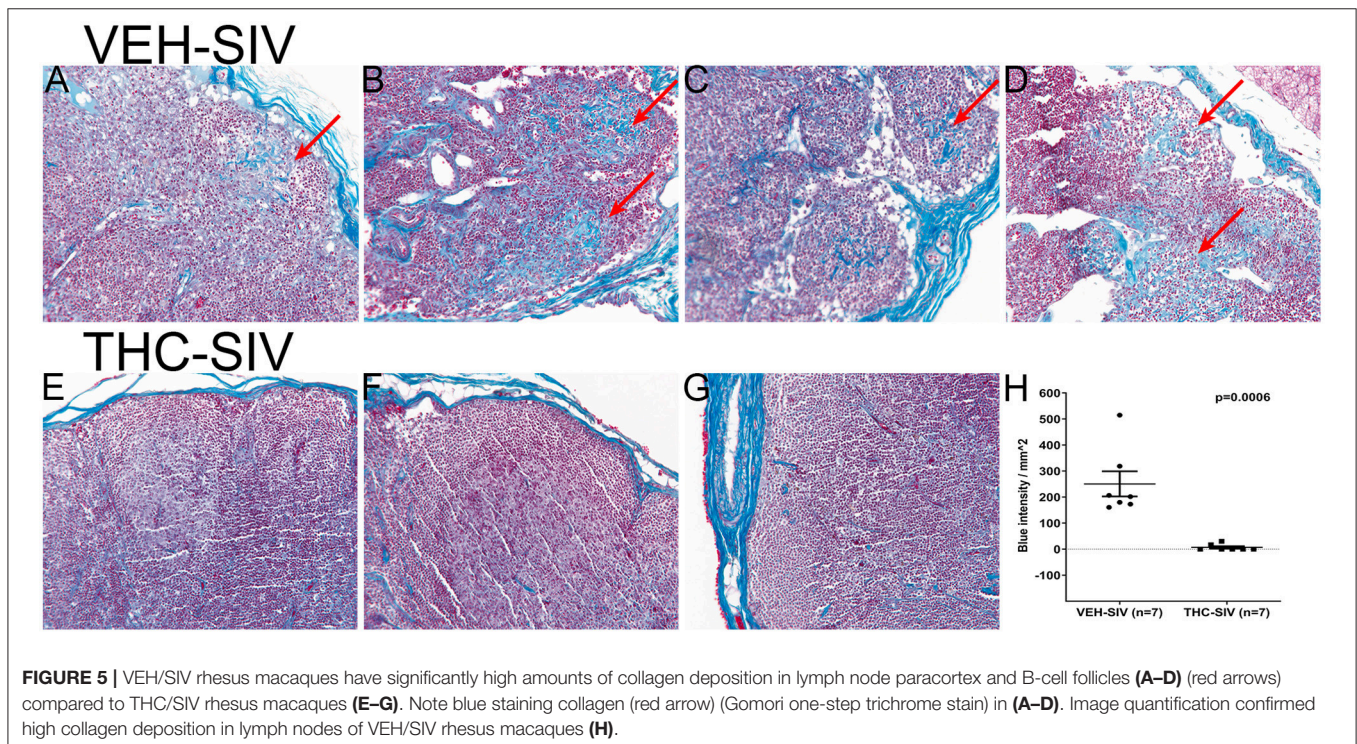 VEH-SIV
A
B
C
D
THC-SIV
E
F
G
H
p=0.0006
Blue intensity / mm^2
600
500
400
300
200
100
0
-100
VEH-SIV (n=7)
THC-SIV (n=7)
FIGURE 5 | VEH/SIV rhesus macaques have significantly high amounts of collagen deposition in lymph node paracortex and B-cell follicles (A–D) (red arrows)
compared to THC/SIV rhesus macaques (E–G). Note blue staining collagen (red arrow) (Gomori one-step trichrome stain) in (A–D). Image quantification confirmed
high collagen deposition in lymph nodes of VEH/SIV rhesus macaques (H).